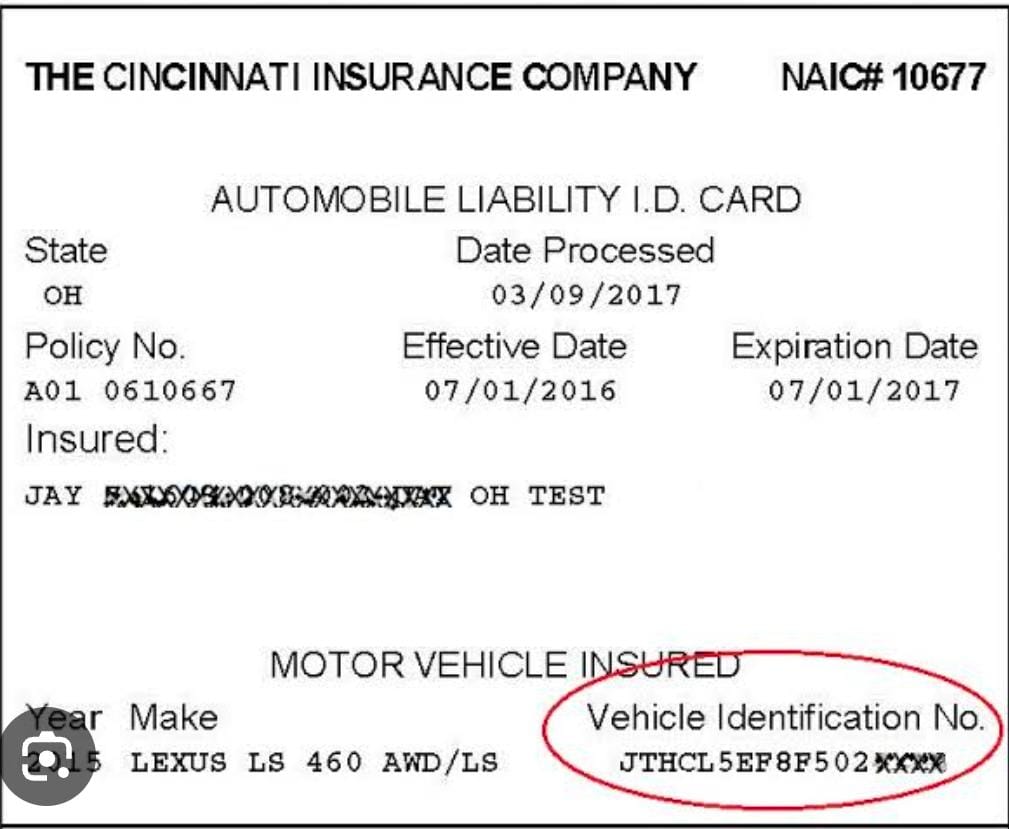 THE CINCINNATI INSURANCE COMPANY NAIC# 10677
AUTOMOBILE LIABILITY I.D. CARD
State Date Processed
OH 03/09/2017
Policy No. Effective Date Expiration Date
A01 0610667 07/01/2016 07/01/2017
Insured:
JAY OH TEST
MOTOR VEHICLE INSURED
Year Make Vehicle Identification No.
2015 LEXUS LS 460 AWD/LS JTHCL5EF8F502